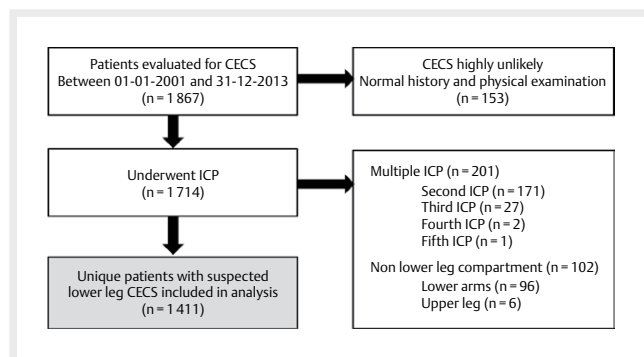 Patients evaluated for CECS
Between 01-01-2001 and 31-12-2013
(n = 1 867)
CECS highly unlikely
Normal history and physical examination
(n = 153)
Underwent ICP
(n = 1 714)
Multiple ICP (n = 201)
Second ICP (n = 171)
Third ICP (n = 27)
Fourth ICP (n = 2)
Fifth ICP (n = 1)
Non lower leg compartment (n = 102)
Lower arms (n = 96)
Upper leg (n = 6)
Unique patients with suspected
lower leg CECS included in analysis
(n = 1 411)